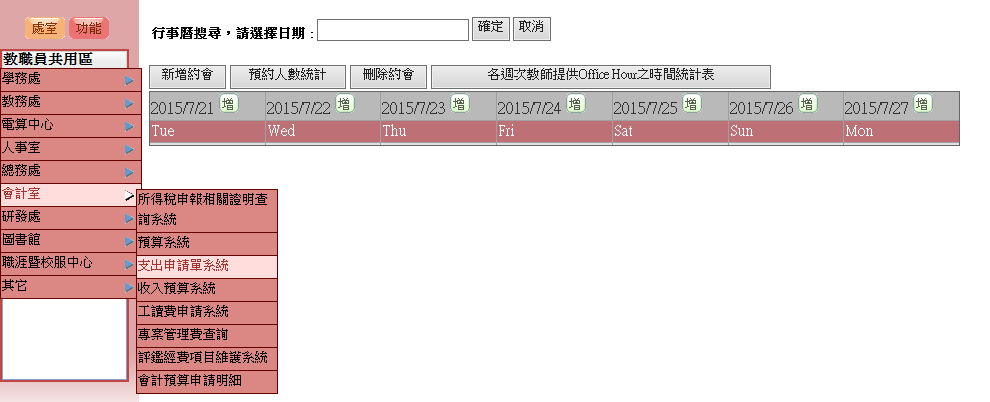 處室 功能
教職員共用區
學務處
教務處
電算中心
人事室
總務處
會計室
研發處
圖書館
職涯暨校服中心
其它
所得稅申報相關證明查
詢系統
預算系統
支出申請單系統
收入預算系統
工讀費申請系統
專案管理費查詢
評鑑經費項目維護系統
會計預算申請明細
行事曆搜尋，請選擇日期 : 確定 取消
新增約會 預約人數統計 刪除約會 各週次教師提供Office Hour之時間統計表
2015/7/21 增 2015/7/22 增 2015/7/23 增 2015/7/24 增 2015/7/25 增 2015/7/26 增 2015/7/27 增
Tue Wed Thu Fri Sat Sun Mon